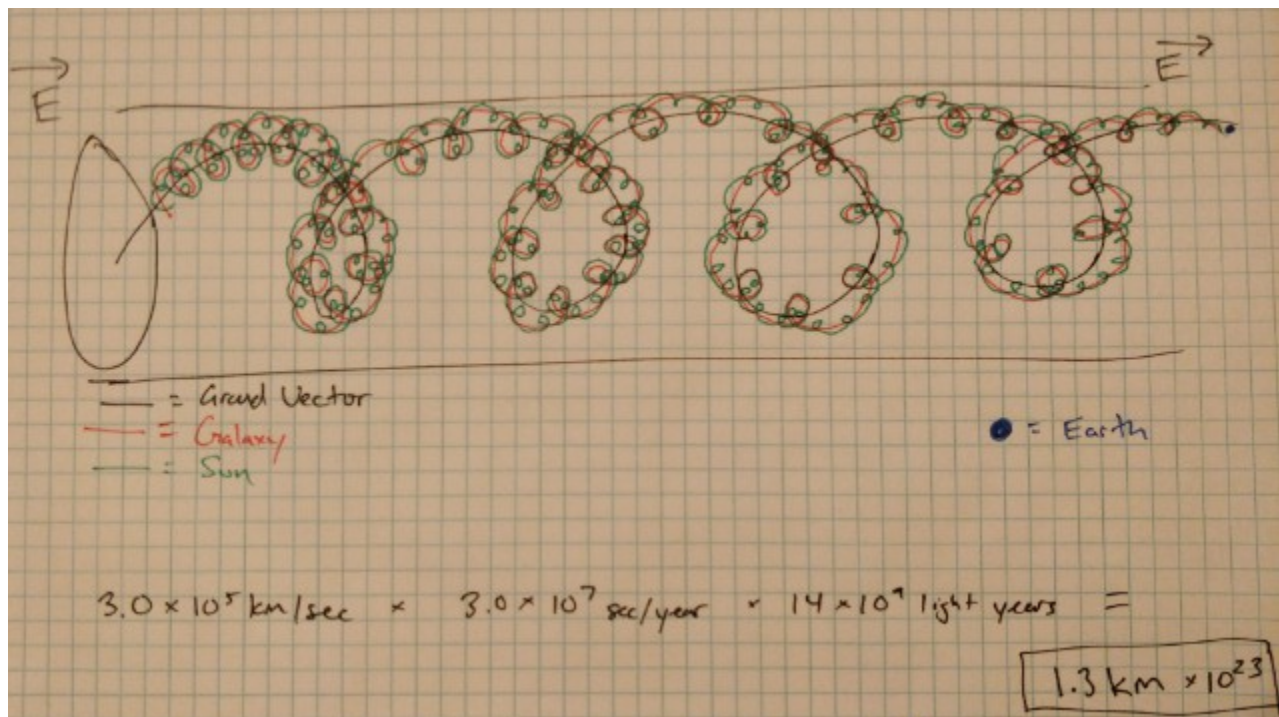 E
E
= Grand Vector
= Galaxy
= Sun
= Earth
3.0 × 10⁵ km/sec × 3.0 × 10⁷ sec/year × 14 × 10⁹ light years =
1.3 km × 10²³